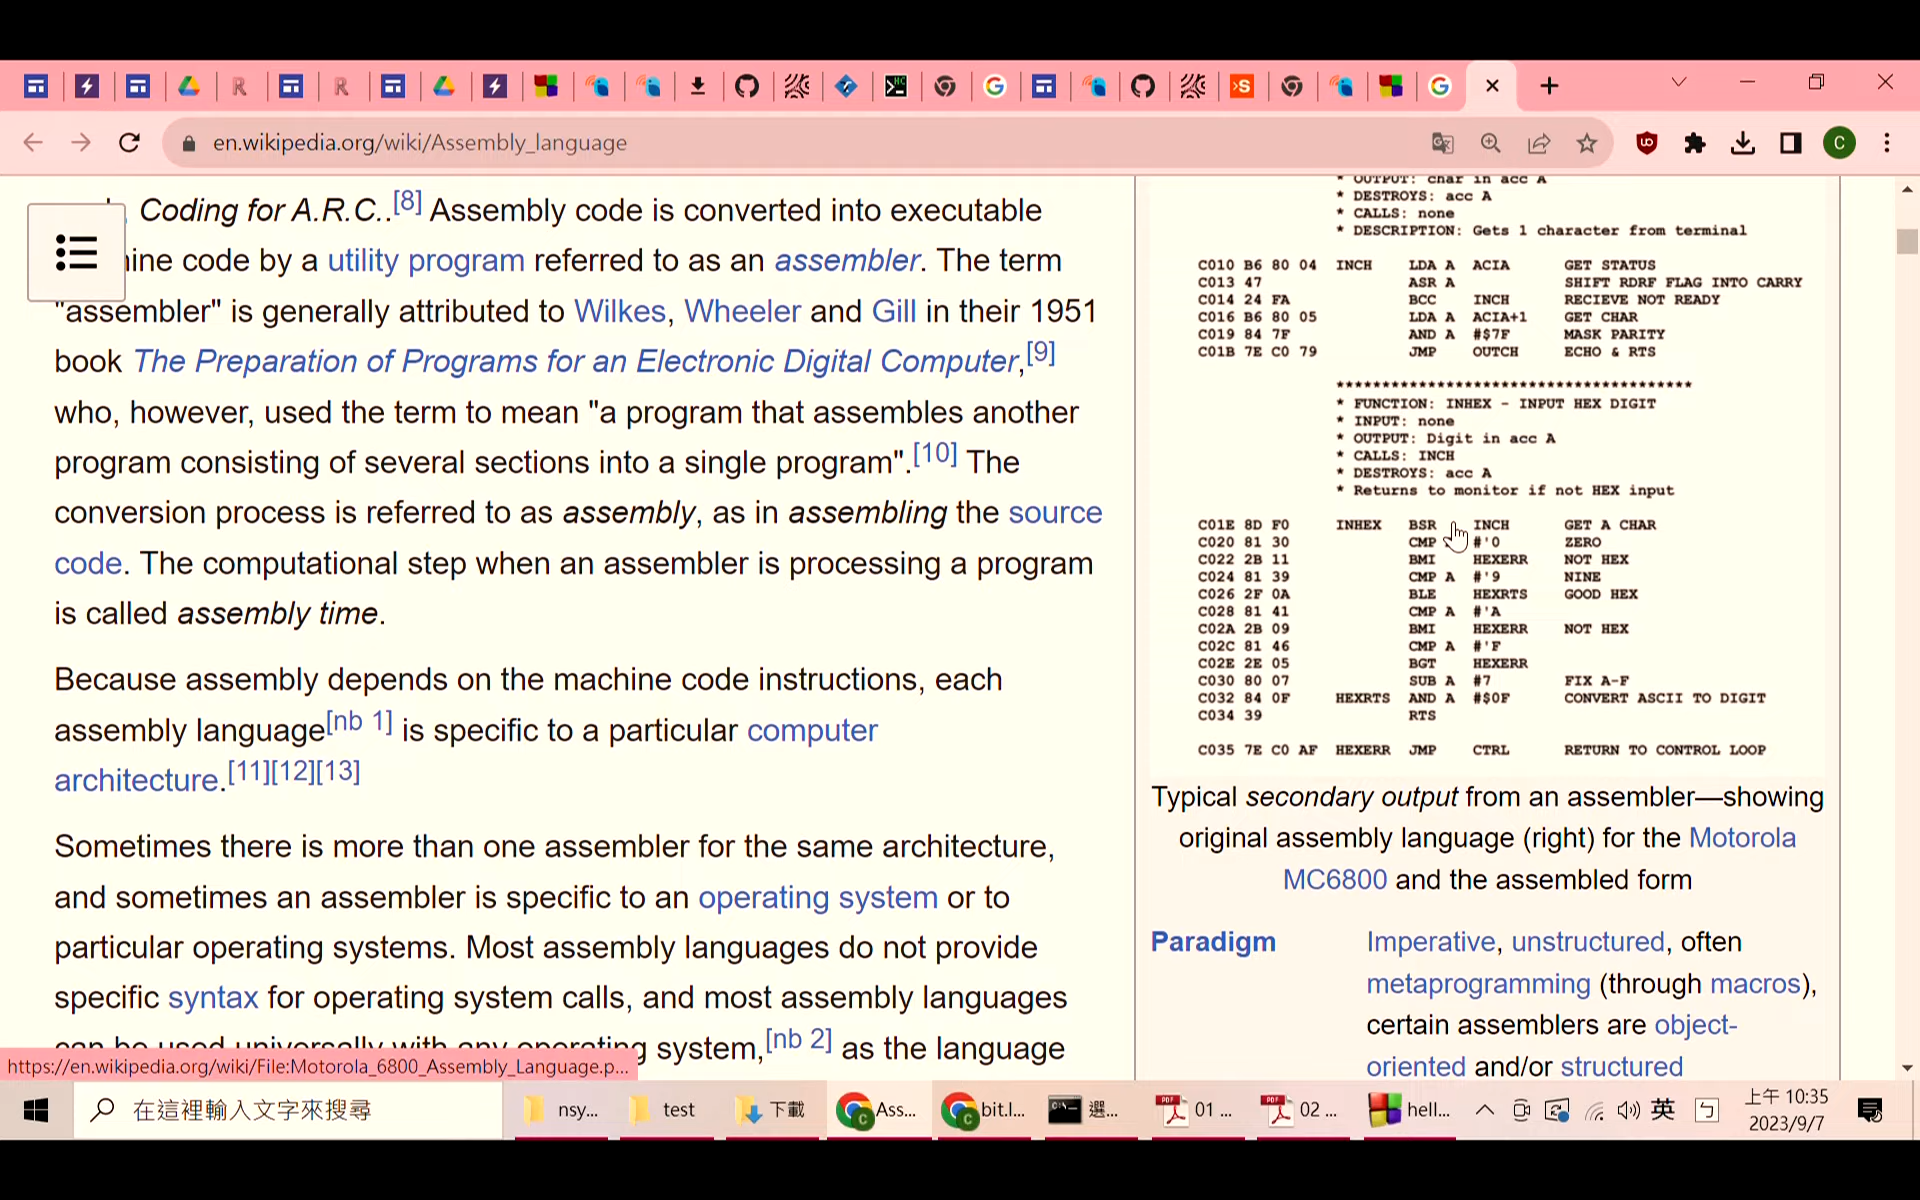 en.wikipedia.org/wiki/Assembly_language
Coding for A.R.C..[8] Assembly code is converted into executable
ine code by a utility program referred to as an assembler. The term
"assembler" is generally attributed to Wilkes, Wheeler and Gill in their 1951
book The Preparation of Programs for an Electronic Digital Computer,[9]
who, however, used the term to mean "a program that assembles another
program consisting of several sections into a single program".[10] The
conversion process is referred to as assembly, as in assembling the source
code. The computational step when an assembler is processing a program
is called assembly time.
Because assembly depends on the machine code instructions, each
assembly language[nb 1] is specific to a particular computer
architecture.[11][12][13]
Sometimes there is more than one assembler for the same architecture,
and sometimes an assembler is specific to an operating system or to
particular operating systems. Most assembly languages do not provide
specific syntax for operating system calls, and most assembly languages
can be used universally with any operating system,[nb 2] as the language
* OUTPUT: char in acc A
* DESTROYS: acc A
* CALLS: none
* DESCRIPTION: Gets 1 character from terminal
C010 B6 80 04 INCH LDA A ACIA GET STATUS
C013 47 ASR A SHIFT RDRF FLAG INTO CARRY
C014 24 FA BCC INCH RECIEVE NOT READY
C016 B6 80 05 LDA A ACIA+1 GET CHAR
C019 84 7F AND A #$7F MASK PARITY
C01B 7E C0 79 JMP OUTCH ECHO & RTS
***************************************
* FUNCTION: INHEX - INPUT HEX DIGIT
* INPUT: none
* OUTPUT: Digit in acc A
* CALLS: INCH
* DESTROYS: acc A
* Returns to monitor if not HEX input
C01E 8D F0 INHEX BSR INCH GET A CHAR
C020 81 30 CMP #'0 ZERO
C022 2B 11 BMI HEXERR NOT HEX
C024 81 39 CMP A #'9 NINE
C026 2F 0A BLE HEXRTS GOOD HEX
C028 81 41 CMP A #'A
C02A 2B 09 BMI HEXERR NOT HEX
C02C 81 46 CMP A #'F
C02E 2E 05 BGT HEXERR
C030 80 07 SUB A #7 FIX A-F
C032 84 0F HEXRTS AND A #$0F CONVERT ASCII TO DIGIT
C034 39 RTS
C035 7E C0 AF HEXERR JMP CTRL RETURN TO CONTROL LOOP
Typical secondary output from an assembler—showing
original assembly language (right) for the Motorola
MC6800 and the assembled form
Paradigm Imperative, unstructured, often
metaprogramming (through macros),
certain assemblers are object-
oriented and/or structured
https://en.wikipedia.org/wiki/File:Motorola_6800_Assembly_Language.p...
在這裡輸入文字來搜尋 nsy... test 下載 Ass... bit.l... 選... 01 ... 02 ... hell... 英 上午 10:35
2023/9/7